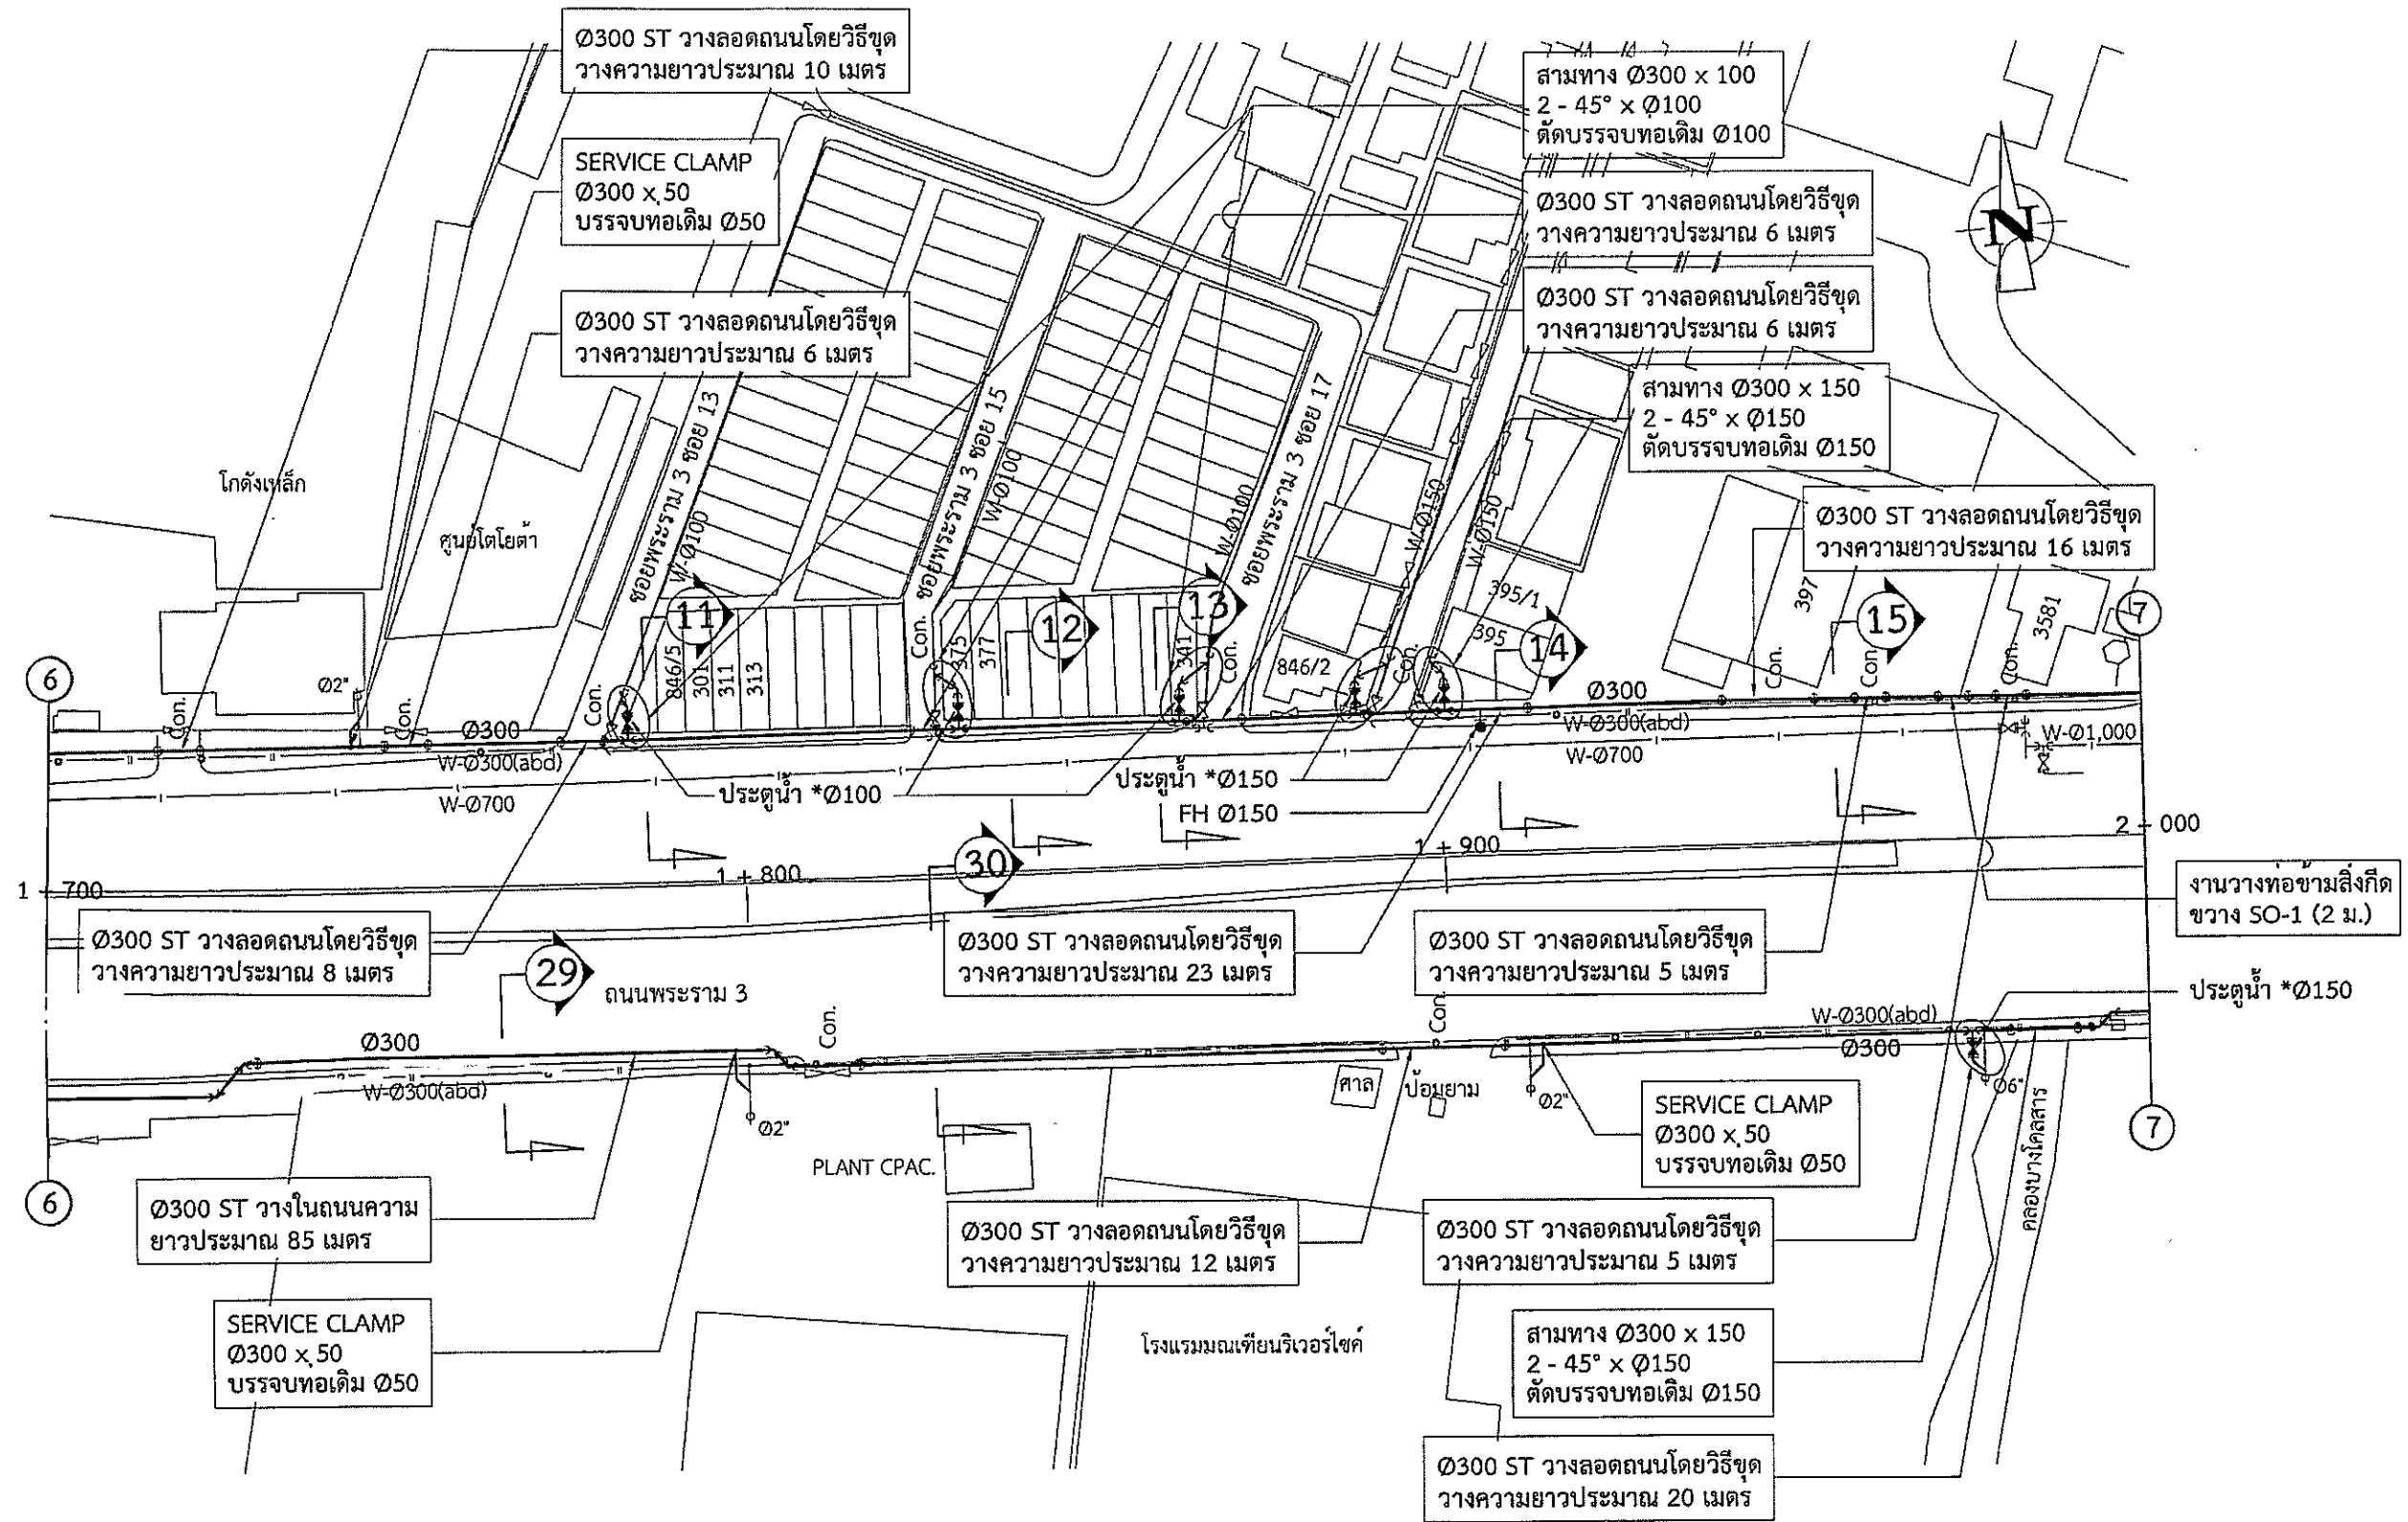 Ø300 ST วางลอดถนนโดยวิธีขุด
วางความยาวประมาณ 10 เมตร
SERVICE CLAMP
Ø300 x 50
บรรจบท่อเดิม Ø50
Ø300 ST วางลอดถนนโดยวิธีขุด
วางความยาวประมาณ 6 เมตร
สามทาง Ø300 x 100
2 - 45° x Ø100
ตัดบรรจบท่อเดิม Ø100
Ø300 ST วางลอดถนนโดยวิธีขุด
วางความยาวประมาณ 6 เมตร
Ø300 ST วางลอดถนนโดยวิธีขุด
วางความยาวประมาณ 6 เมตร
สามทาง Ø300 x 150
2 - 45° x Ø150
ตัดบรรจบท่อเดิม Ø150
Ø300 ST วางลอดถนนโดยวิธีขุด
วางความยาวประมาณ 16 เมตร
N
โกดังเหล็ก
ศูนย์โตโยต้า
ซอยพระราม 3 ซอย 13
W-Ø100
ซอยพระราม 3 ซอย 15
W-Ø100
ซอยพระราม 3 ซอย 17
W-Ø100
W-Ø150
W-Ø150
11
12
13
14
15
846/5
301
311
313
375
377
341
846/2
395/1
395
397
3581
6
7
Ø2"
Con.
Con.
Con.
Con.
Con.
Con.
Con.
Con.
Con.
Ø300
W-Ø300(abd)
W-Ø700
Ø300
W-Ø300(abd)
W-Ø700
W-Ø1,000
ประตูน้ำ *Ø100
ประตูน้ำ *Ø150
FH Ø150
1 + 700
1 + 800
1 + 900
2 + 000
30
29
ถนนพระราม 3
Ø300 ST วางลอดถนนโดยวิธีขุด
วางความยาวประมาณ 8 เมตร
Ø300 ST วางลอดถนนโดยวิธีขุด
วางความยาวประมาณ 23 เมตร
Ø300 ST วางลอดถนนโดยวิธีขุด
วางความยาวประมาณ 5 เมตร
งานวางท่อข้ามสิ่งกีด
ขวาง SO-1 (2 ม.)
ประตูน้ำ *Ø150
Ø300
W-Ø300(abd)
Con.
Con.
W-Ø300(abd)
Ø300
Ø2"
Ø2"
Ø6"
ศาล
ป้อมยาม
PLANT CPAC.
คลองบางโคล่สาร
6
7
SERVICE CLAMP
Ø300 x 50
บรรจบท่อเดิม Ø50
Ø300 ST วางในถนนความ
ยาวประมาณ 85 เมตร
Ø300 ST วางลอดถนนโดยวิธีขุด
วางความยาวประมาณ 12 เมตร
Ø300 ST วางลอดถนนโดยวิธีขุด
วางความยาวประมาณ 5 เมตร
SERVICE CLAMP
Ø300 x 50
บรรจบท่อเดิม Ø50
โรงแรมมณเฑียนริเวอร์ไซค์
สามทาง Ø300 x 150
2 - 45° x Ø150
ตัดบรรจบท่อเดิม Ø150
Ø300 ST วางลอดถนนโดยวิธีขุด
วางความยาวประมาณ 20 เมตร